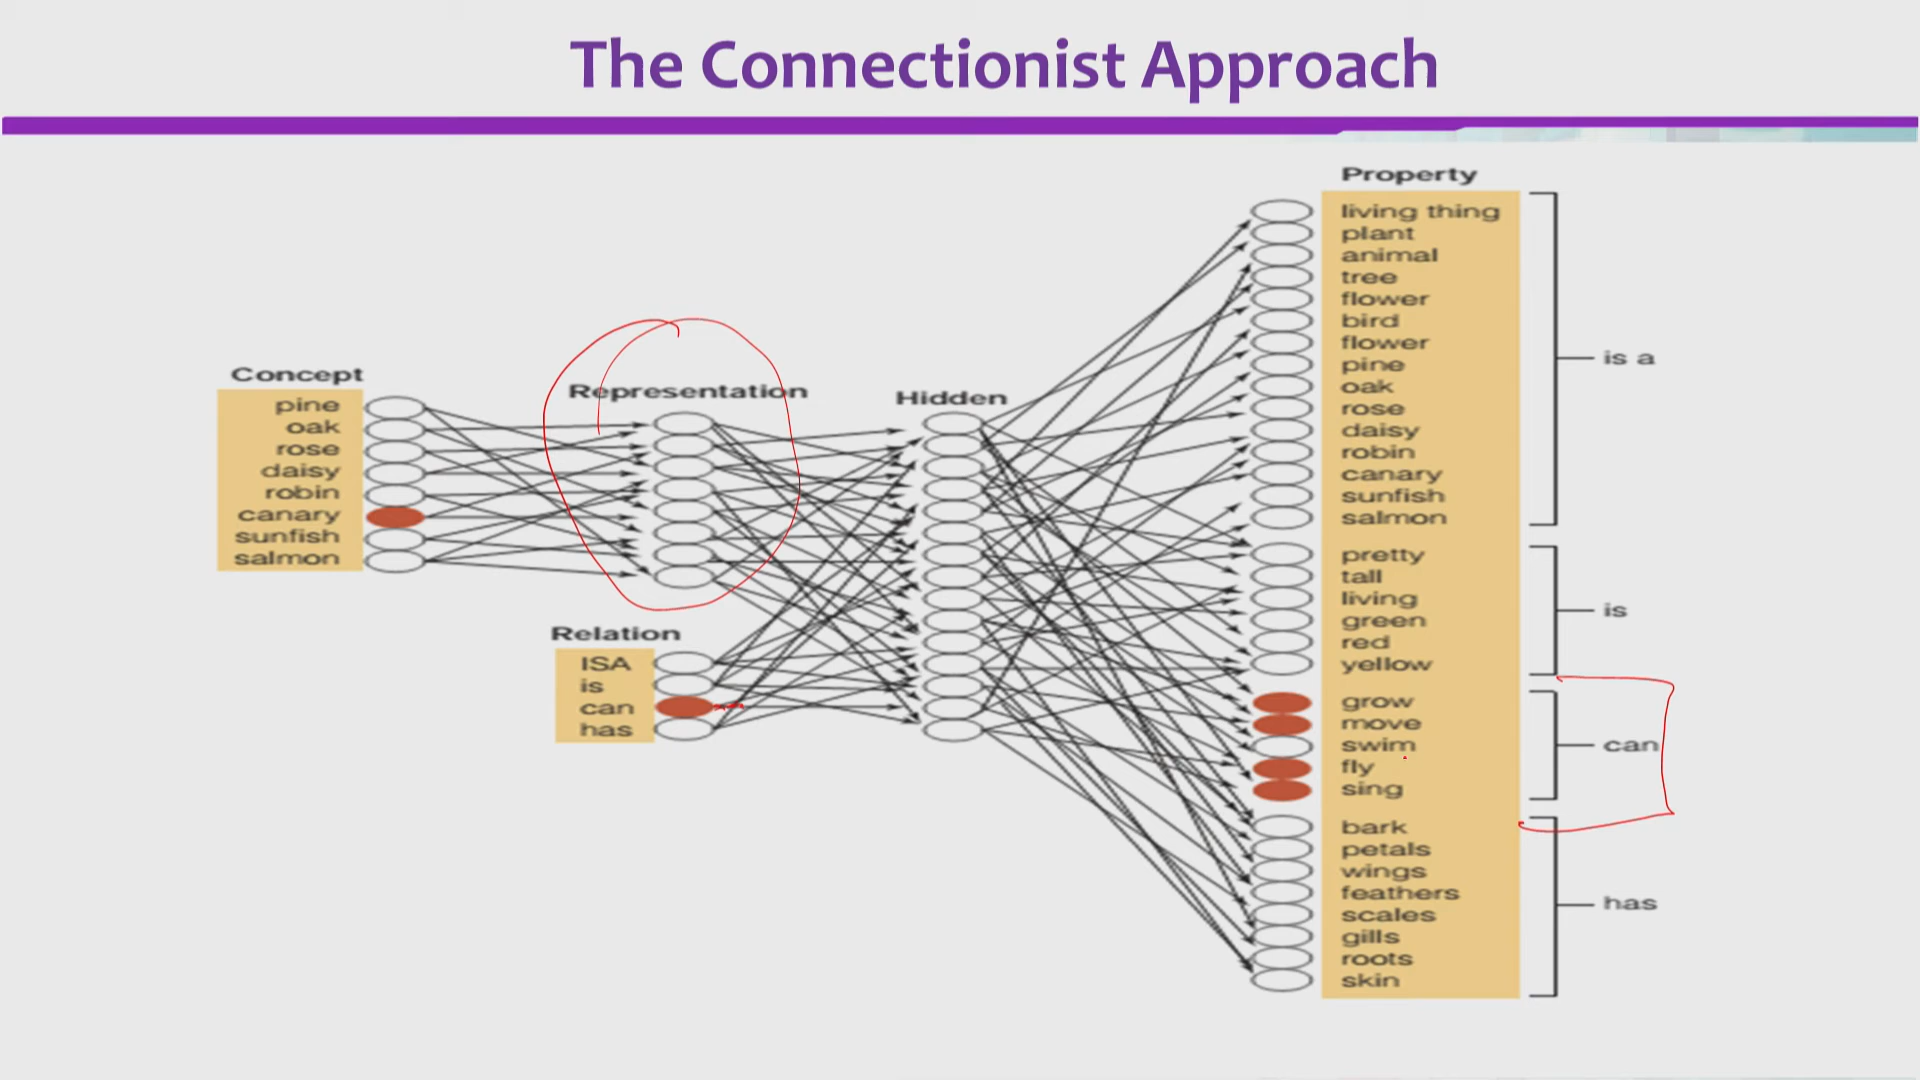 The Connectionist Approach
Concept
pine
oak
rose
daisy
robin
canary
sunfish
salmon
Representation
Relation
ISA
is
can
has
Hidden
Property
living thing
plant
animal
tree
flower
bird
flower
pine
oak
rose
daisy
robin
canary
sunfish
salmon
is a
pretty
tall
living
green
red
yellow
is
grow
move
swim
fly
sing
can
bark
petals
wings
feathers
scales
gills
roots
skin
has